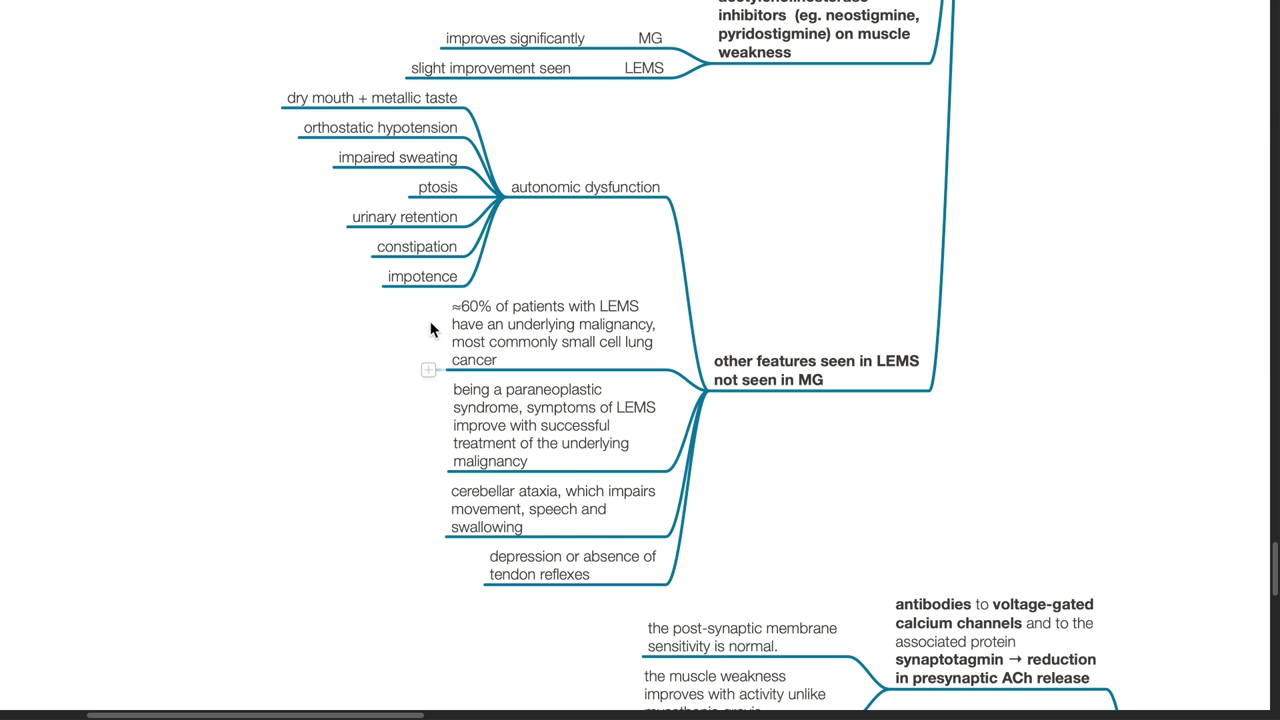 acetylcholinesterase
inhibitors (eg. neostigmine,
pyridostigmine) on muscle
weakness
improves significantly MG
slight improvement seen LEMS
dry mouth + metallic taste
orthostatic hypotension
impaired sweating
ptosis
urinary retention
constipation
impotence
autonomic dysfunction
≈60% of patients with LEMS
have an underlying malignancy,
most commonly small cell lung
cancer
being a paraneoplastic
syndrome, symptoms of LEMS
improve with successful
treatment of the underlying
malignancy
cerebellar ataxia, which impairs
movement, speech and
swallowing
depression or absence of
tendon reflexes
other features seen in LEMS
not seen in MG
antibodies to voltage-gated
calcium channels and to the
associated protein
synaptotagmin → reduction
in presynaptic ACh release
the post-synaptic membrane
sensitivity is normal.
the muscle weakness
improves with activity unlike
myasthenia gravis